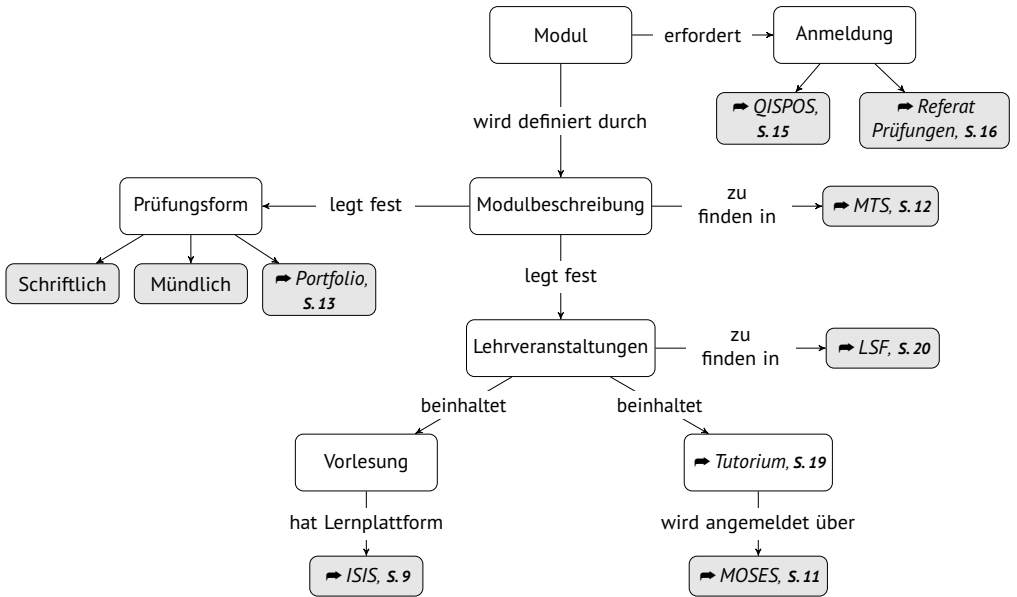 Modul
erfordert
Anmeldung
➦ QISPOS,
S. 15
➦ Referat
Prüfungen, S. 16
wird definiert durch
Prüfungsform
legt fest
Modulbeschreibung
zu
finden in
➦ MTS, S. 12
Schriftlich
Mündlich
➦ Portfolio,
S. 13
legt fest
Lehrveranstaltungen
zu
finden in
➦ LSF, S. 20
beinhaltet
beinhaltet
Vorlesung
➦ Tutorium, S. 19
hat Lernplattform
wird angemeldet über
➦ ISIS, S. 9
➦ MOSES, S. 11